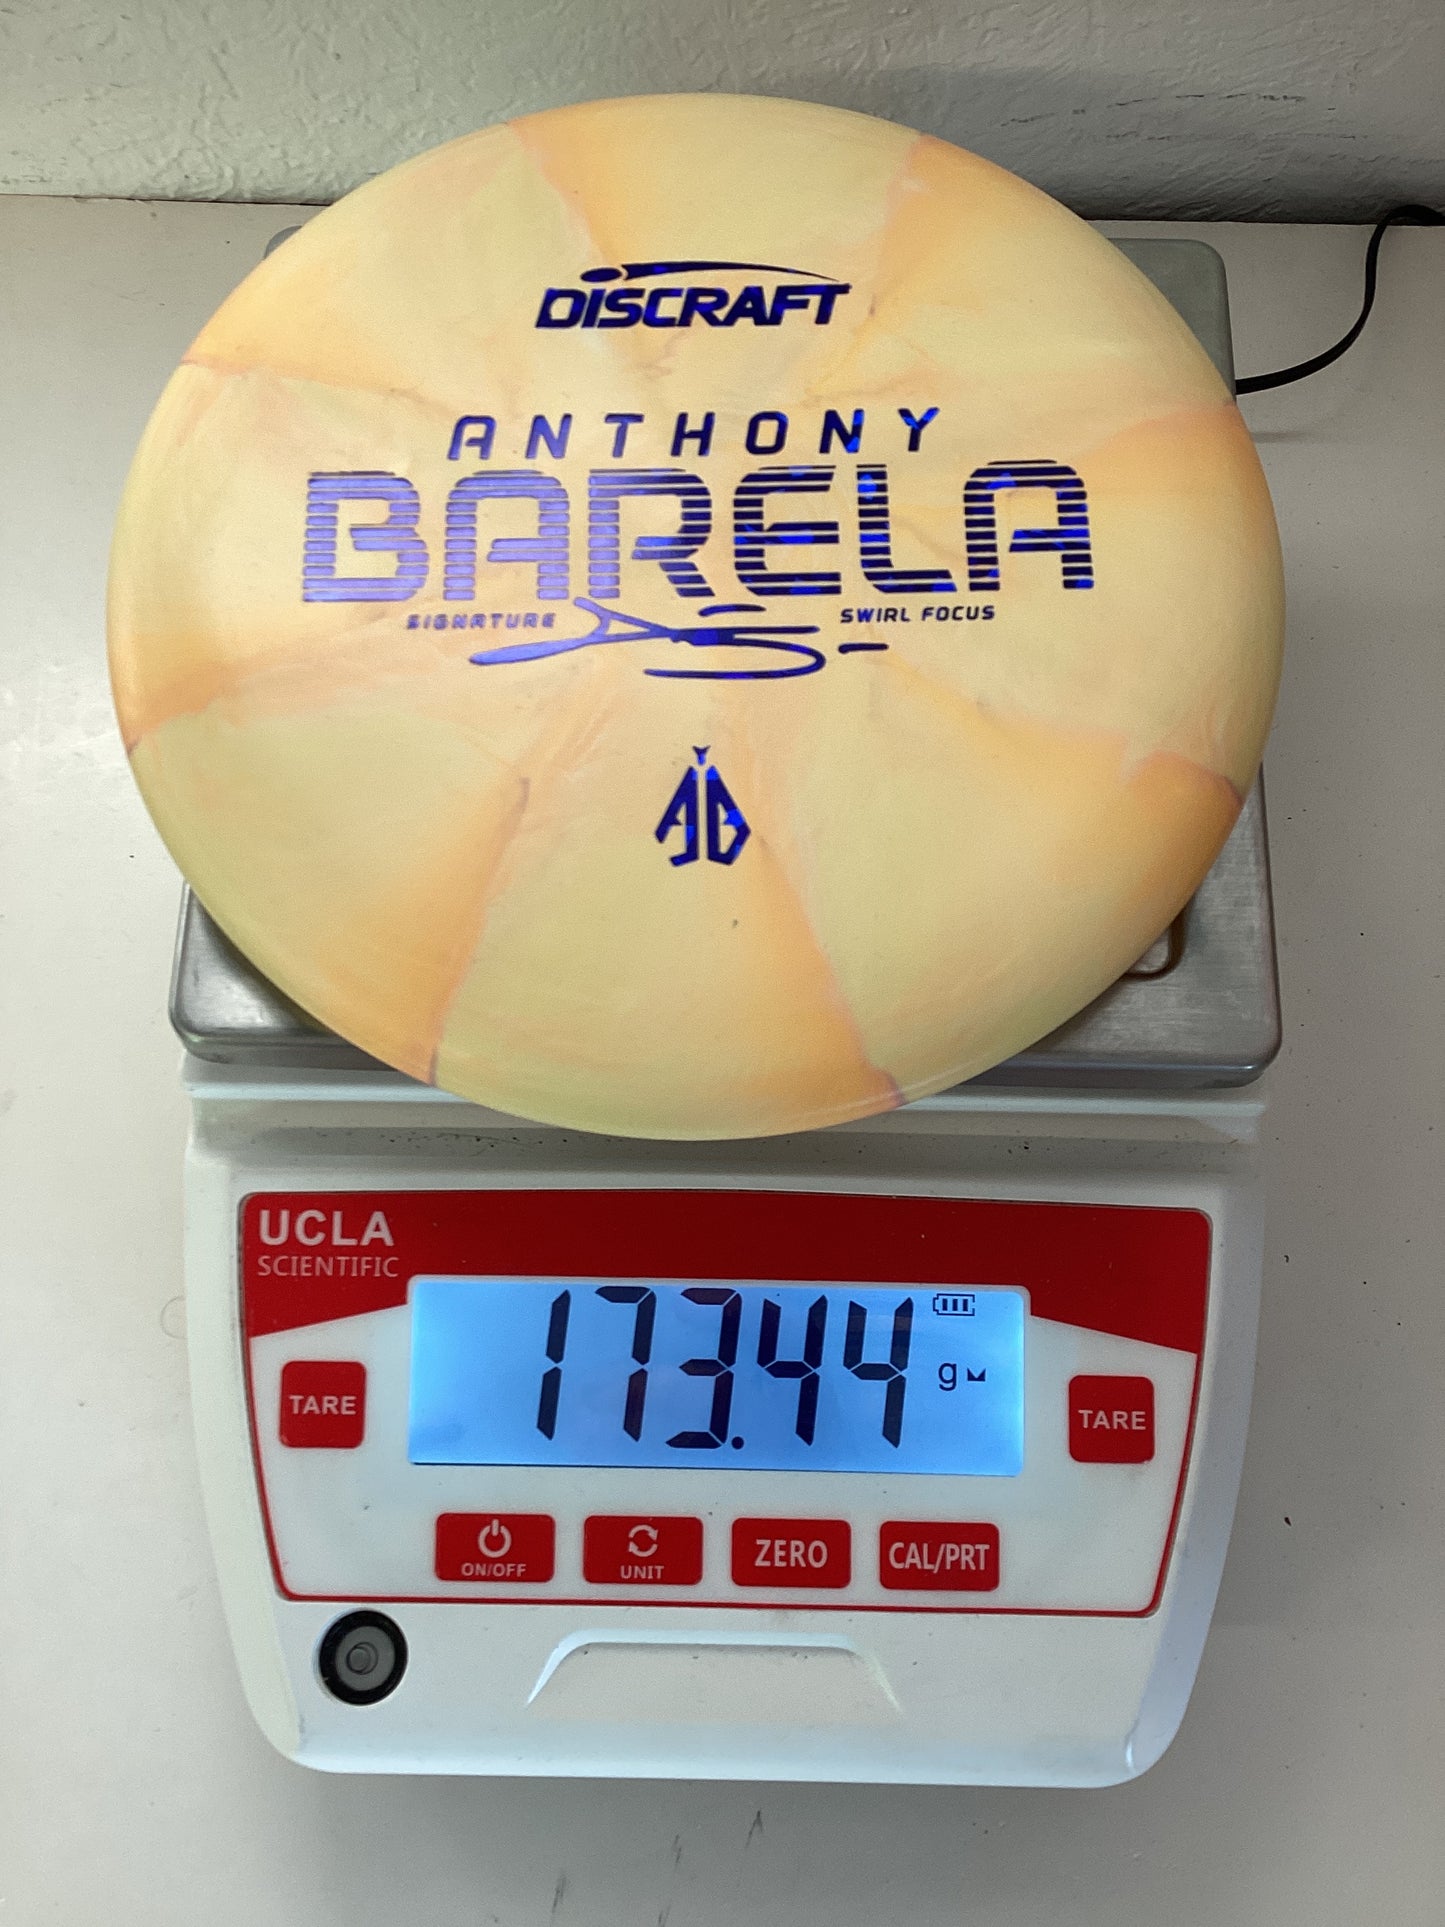 DISCRAFT
ANTHONY
BARELA
SIGNATURE SWIRL FOCUS
AB
UCLA
SCIENTIFIC
173.44 g
TARE TARE
ON/OFF UNIT ZERO CAL/PRT